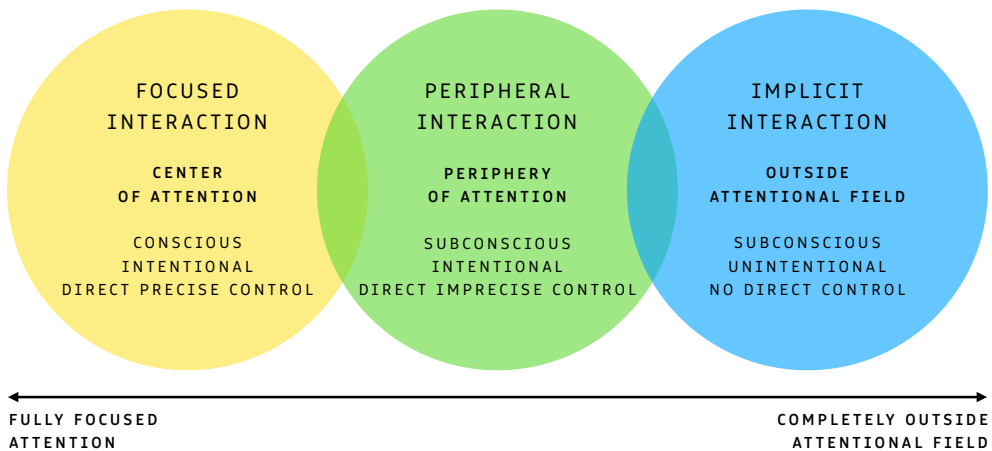 FOCUSED
INTERACTION
CENTER
OF ATTENTION
CONSCIOUS
INTENTIONAL
DIRECT PRECISE CONTROL
PERIPHERAL
INTERACTION
PERIPHERY
OF ATTENTION
SUBCONSCIOUS
INTENTIONAL
DIRECT IMPRECISE CONTROL
IMPLICIT
INTERACTION
OUTSIDE
ATTENTIONAL FIELD
SUBCONSCIOUS
UNINTENTIONAL
NO DIRECT CONTROL
FULLY FOCUSED
ATTENTION
COMPLETELY OUTSIDE
ATTENTIONAL FIELD